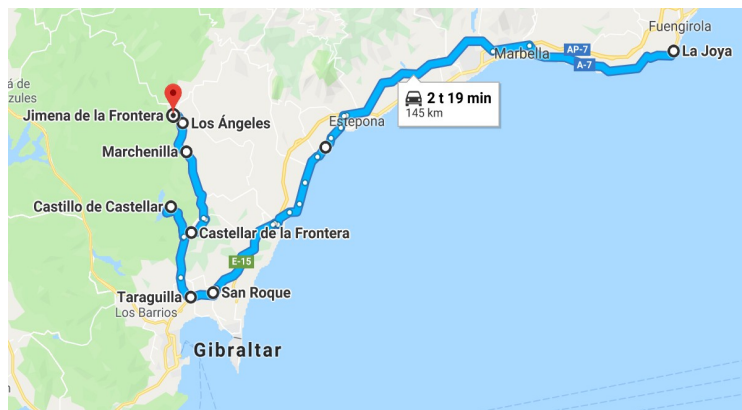 Fuengirola
La Joya
AP-7
Marbella
A-7
2 t 19 min
145 km
á de
zules
Jimena de la Frontera
Los Ángeles
Estepona
Marchenilla
Castillo de Castellar
Castellar de la Frontera
E-15
Taraguilla
San Roque
Los Barrios
Gibraltar
n